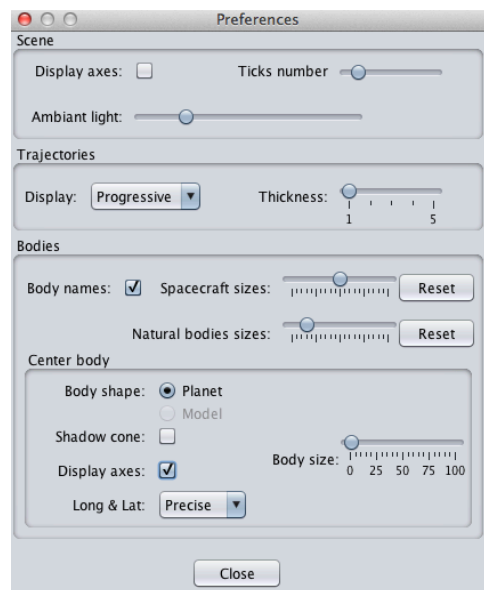 Preferences
Scene
Display axes: Ticks number
Ambiant light:
Trajectories
Display: Progressive Thickness:
1 5
Bodies
Body names: Spacecraft sizes: Reset
Natural bodies sizes: Reset
Center body
Body shape: Planet
Model
Shadow cone:
Display axes: Body size:
0 25 50 75 100
Long & Lat: Precise
Close